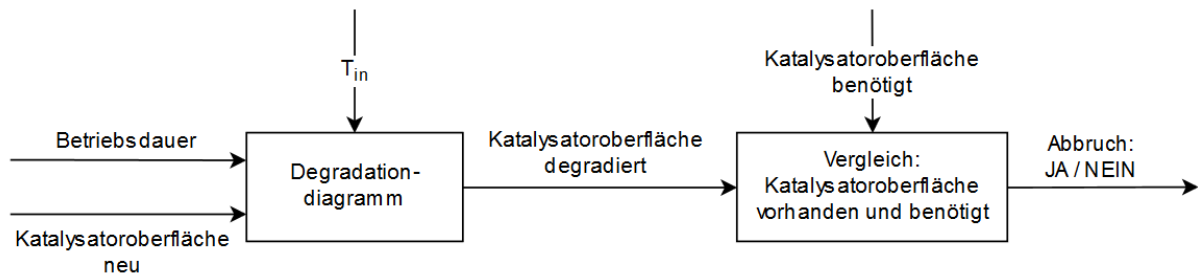 T_in
Katalysatoroberfläche
benötigt
Betriebsdauer
Degradation-
diagramm
Katalysatoroberfläche
degradiert
Vergleich:
Katalysatoroberfläche
vorhanden und benötigt
Abbruch:
JA / NEIN
Katalysatoroberfläche
neu